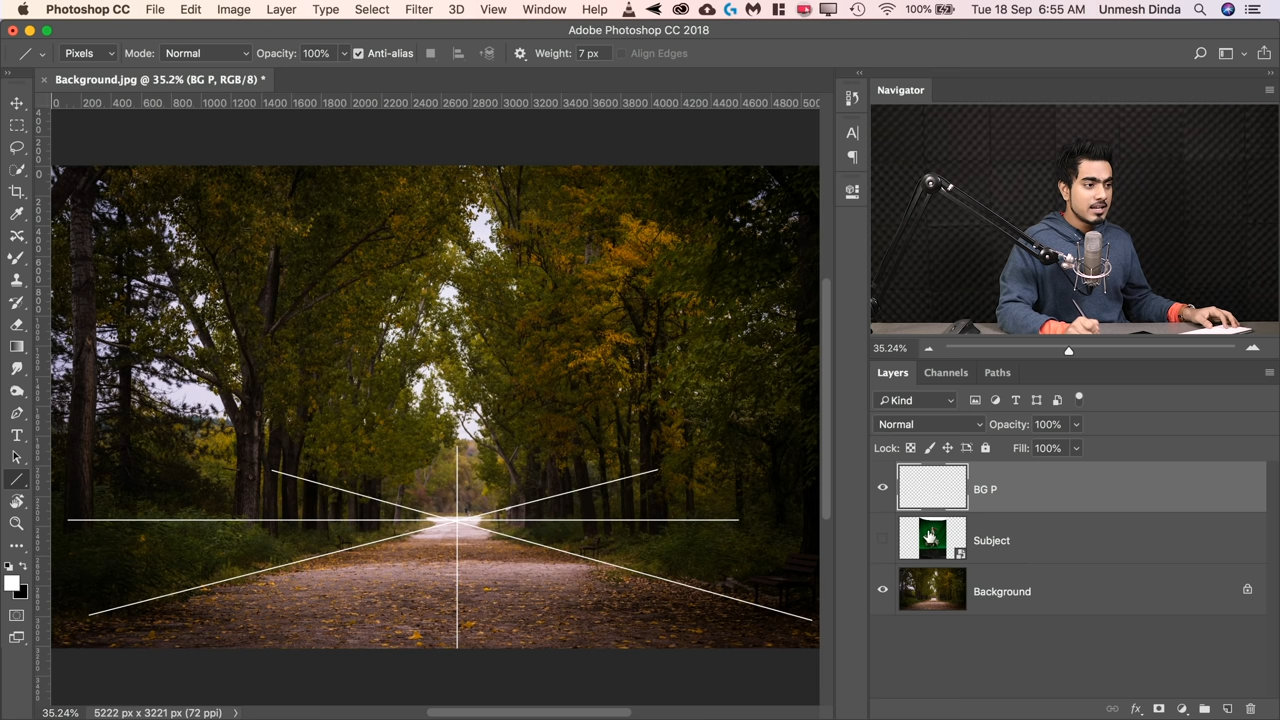 Photoshop CC File Edit Image Layer Type Select Filter 3D View Window Help 100% Tue 18 Sep 6:55 AM Unmesh Dinda
Adobe Photoshop CC 2018
Pixels Mode: Normal Opacity: 100% Anti-alias Weight: 7 px Align Edges
Background.jpg @ 35.2% (BG P, RGB/8) *
Navigator
0 200 400 600 800 1000 1200 1400 1600 1800 2000 2200 2400 2600 2800 3000 3200 3400 3600 3800 4000 4200 4400 4600 4800
35.24%
Layers Channels Paths
Kind
Normal Opacity: 100%
Lock: Fill: 100%
BG P
Subject
Background
35.24% 5222 px x 3221 px (72 ppi)